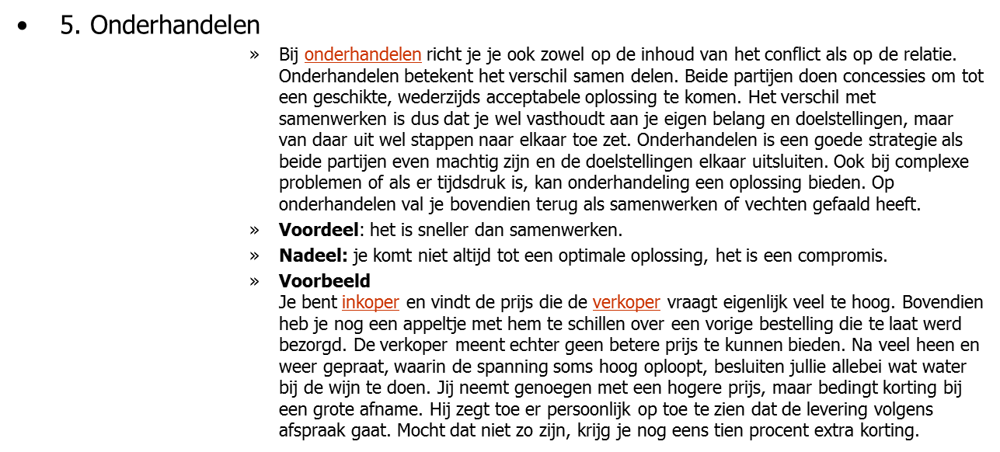 • 5. Onderhandelen
» Bij onderhandelen richt je je ook zowel op de inhoud van het conflict als op de relatie.
Onderhandelen betekent het verschil samen delen. Beide partijen doen concessies om tot
een geschikte, wederzijds acceptabele oplossing te komen. Het verschil met
samenwerken is dus dat je wel vasthoudt aan je eigen belang en doelstellingen, maar
van daar uit wel stappen naar elkaar toe zet. Onderhandelen is een goede strategie als
beide partijen even machtig zijn en de doelstellingen elkaar uitsluiten. Ook bij complexe
problemen of als er tijdsdruk is, kan onderhandeling een oplossing bieden. Op
onderhandelen val je bovendien terug als samenwerken of vechten gefaald heeft.
» Voordeel: het is sneller dan samenwerken.
» Nadeel: je komt niet altijd tot een optimale oplossing, het is een compromis.
» Voorbeeld
Je bent inkoper en vindt de prijs die de verkoper vraagt eigenlijk veel te hoog. Bovendien
heb je nog een appeltje met hem te schillen over een vorige bestelling die te laat werd
bezorgd. De verkoper meent echter geen betere prijs te kunnen bieden. Na veel heen en
weer gepraat, waarin de spanning soms hoog oploopt, besluiten jullie allebei wat water
bij de wijn te doen. Jij neemt genoegen met een hogere prijs, maar bedingt korting bij
een grote afname. Hij zegt toe er persoonlijk op toe te zien dat de levering volgens
afspraak gaat. Mocht dat niet zo zijn, krijg je nog eens tien procent extra korting.